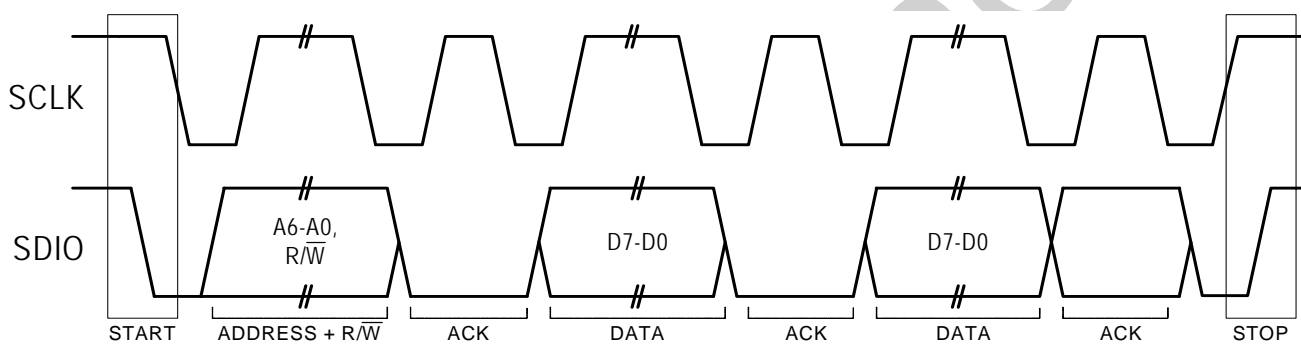 SCLK
SDIO
A6-A0,
R/W̅
D7-D0
D7-D0
START
ADDRESS + R/W̅
ACK
DATA
ACK
DATA
ACK
STOP